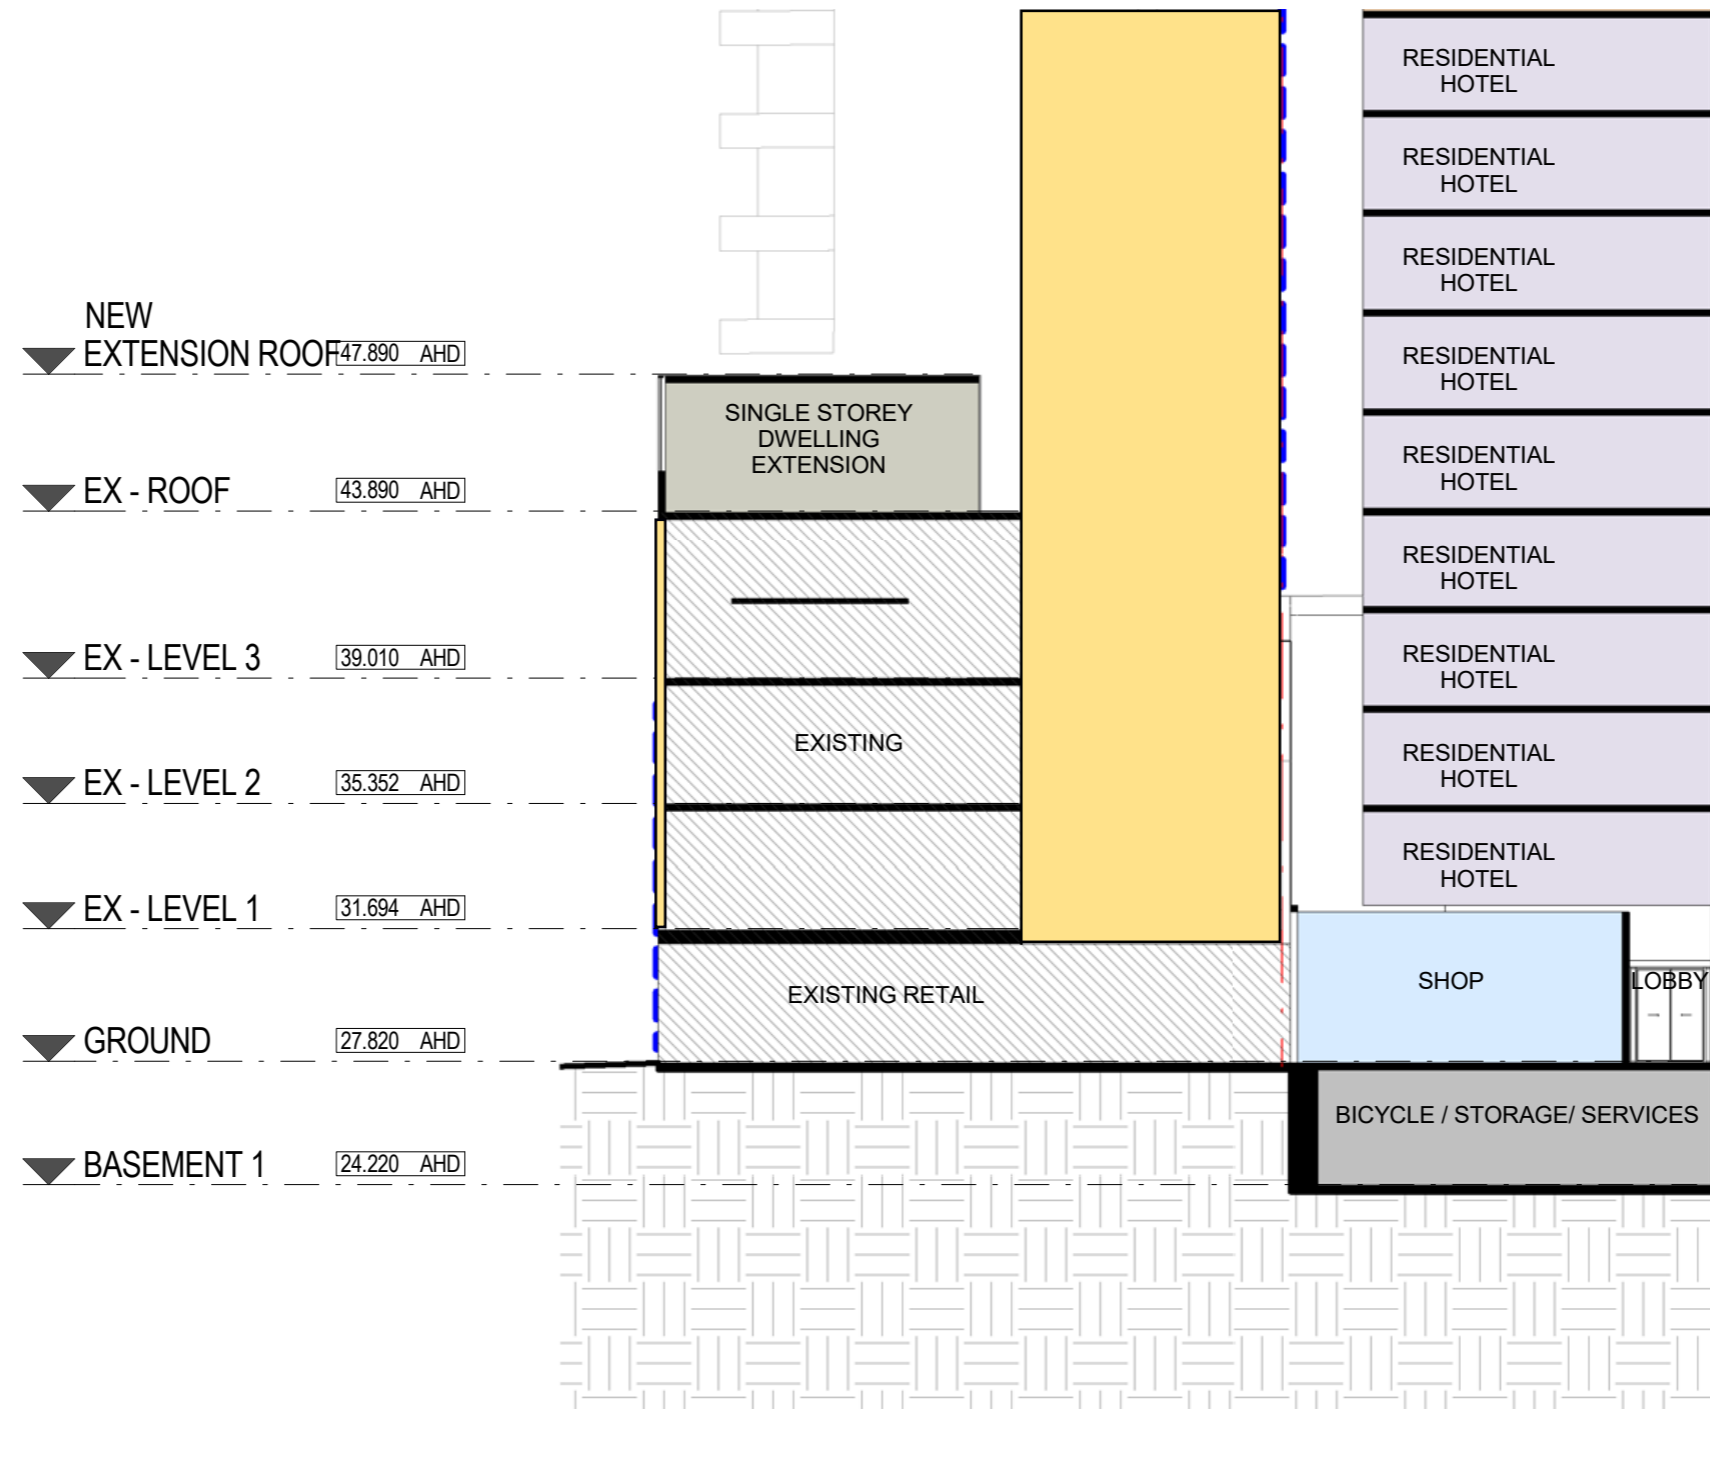 NEW
EXTENSION ROOF 47.890 AHD
EX - ROOF 43.890 AHD
EX - LEVEL 3 39.010 AHD
EX - LEVEL 2 35.352 AHD
EX - LEVEL 1 31.694 AHD
GROUND 27.820 AHD
BASEMENT 1 24.220 AHD
SINGLE STOREY
DWELLING
EXTENSION
EXISTING
EXISTING RETAIL
RESIDENTIAL
HOTEL
RESIDENTIAL
HOTEL
RESIDENTIAL
HOTEL
RESIDENTIAL
HOTEL
RESIDENTIAL
HOTEL
RESIDENTIAL
HOTEL
RESIDENTIAL
HOTEL
RESIDENTIAL
HOTEL
RESIDENTIAL
HOTEL
SHOP
LOBBY
BICYCLE / STORAGE/ SERVICES